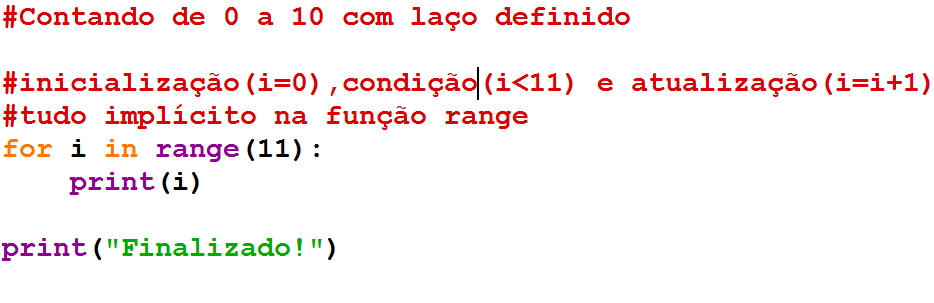 #Contando de 0 a 10 com laço definido
#inicialização(i=0),condição(i<11) e atualização(i=i+1)
#tudo implícito na função range
for i in range(11):
    print(i)
print("Finalizado!")